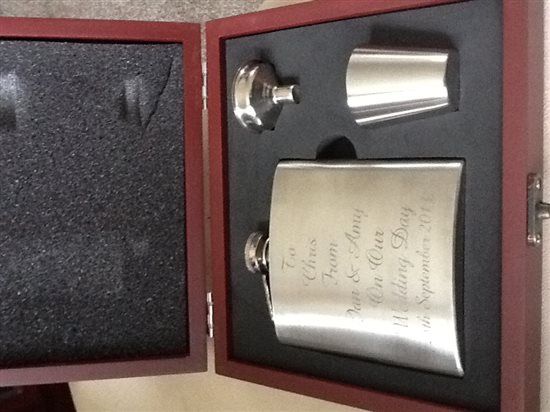 To
Chris
From
& Amy
On Our
Wedding Day
September